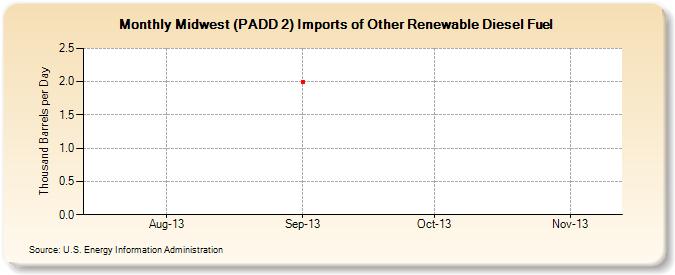 Monthly Midwest (PADD 2) Imports of Other Renewable Diesel Fuel
Thousand Barrels per Day
2.5
2.0
1.5
1.0
0.5
0.0
Aug-13 Sep-13 Oct-13 Nov-13
Source: U.S. Energy Information Administration